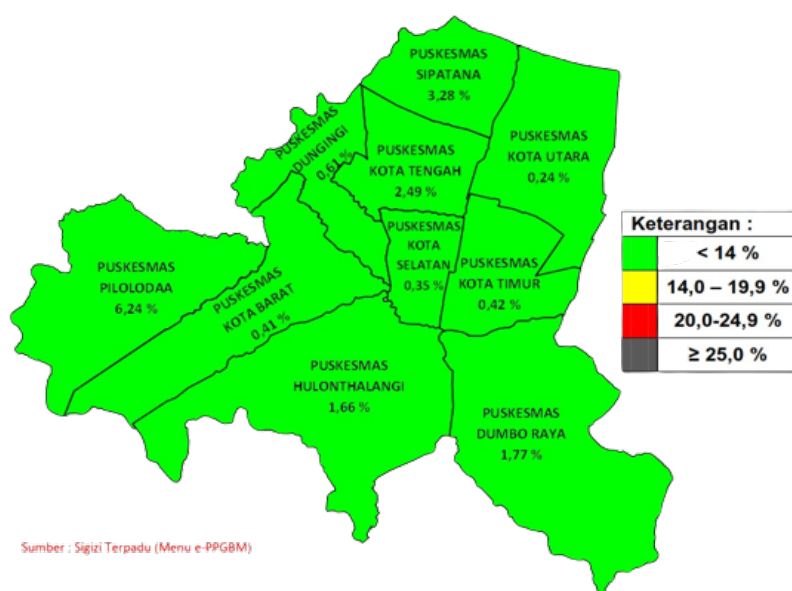 PUSKESMAS
SIPATANA
3,28 %
PUSKESMAS
DUNGINGI
0,61 %
PUSKESMAS
KOTA TENGAH
2,49 %
PUSKESMAS
KOTA UTARA
0,24 %
PUSKESMAS
KOTA
SELATAN
0,35 %
PUSKESMAS
KOTA TIMUR
0,42 %
PUSKESMAS
PILOLODAA
6,24 %
PUSKESMAS
KOTA BARAT
0,41 %
PUSKESMAS
HULONTHALANGI
1,66 %
PUSKESMAS
DUMBO RAYA
1,77 %
Keterangan :
< 14 %
14,0 – 19,9 %
20,0-24,9 %
≥ 25,0 %
Sumber : Sigizi Terpadu (Menu e-PPGBM)